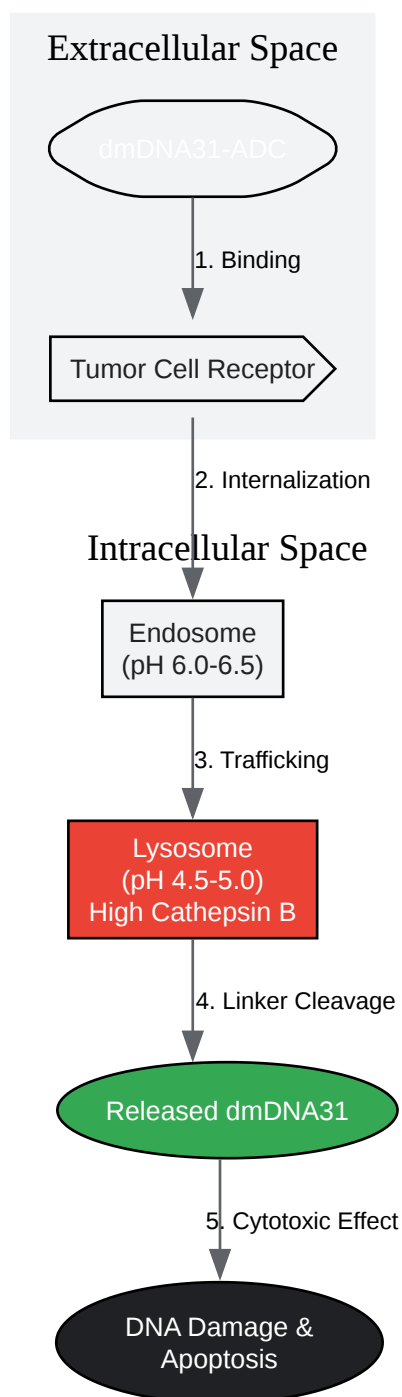 Extracellular Space
dmDNA31-ADC
1. Binding
Tumor Cell Receptor
2. Internalization
Intracellular Space
Endosome
(pH 6.0-6.5)
3. Trafficking
Lysosome
(pH 4.5-5.0)
High Cathepsin B
4. Linker Cleavage
Released dmDNA31
5. Cytotoxic Effect
DNA Damage &
Apoptosis